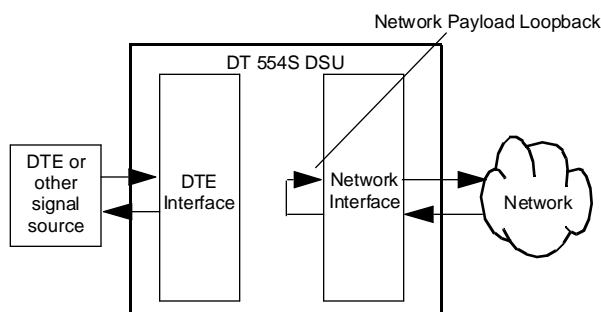 Network Payload Loopback
DT 554S DSU
DTE or
other
signal
source
DTE
Interface
Network
Interface
Network